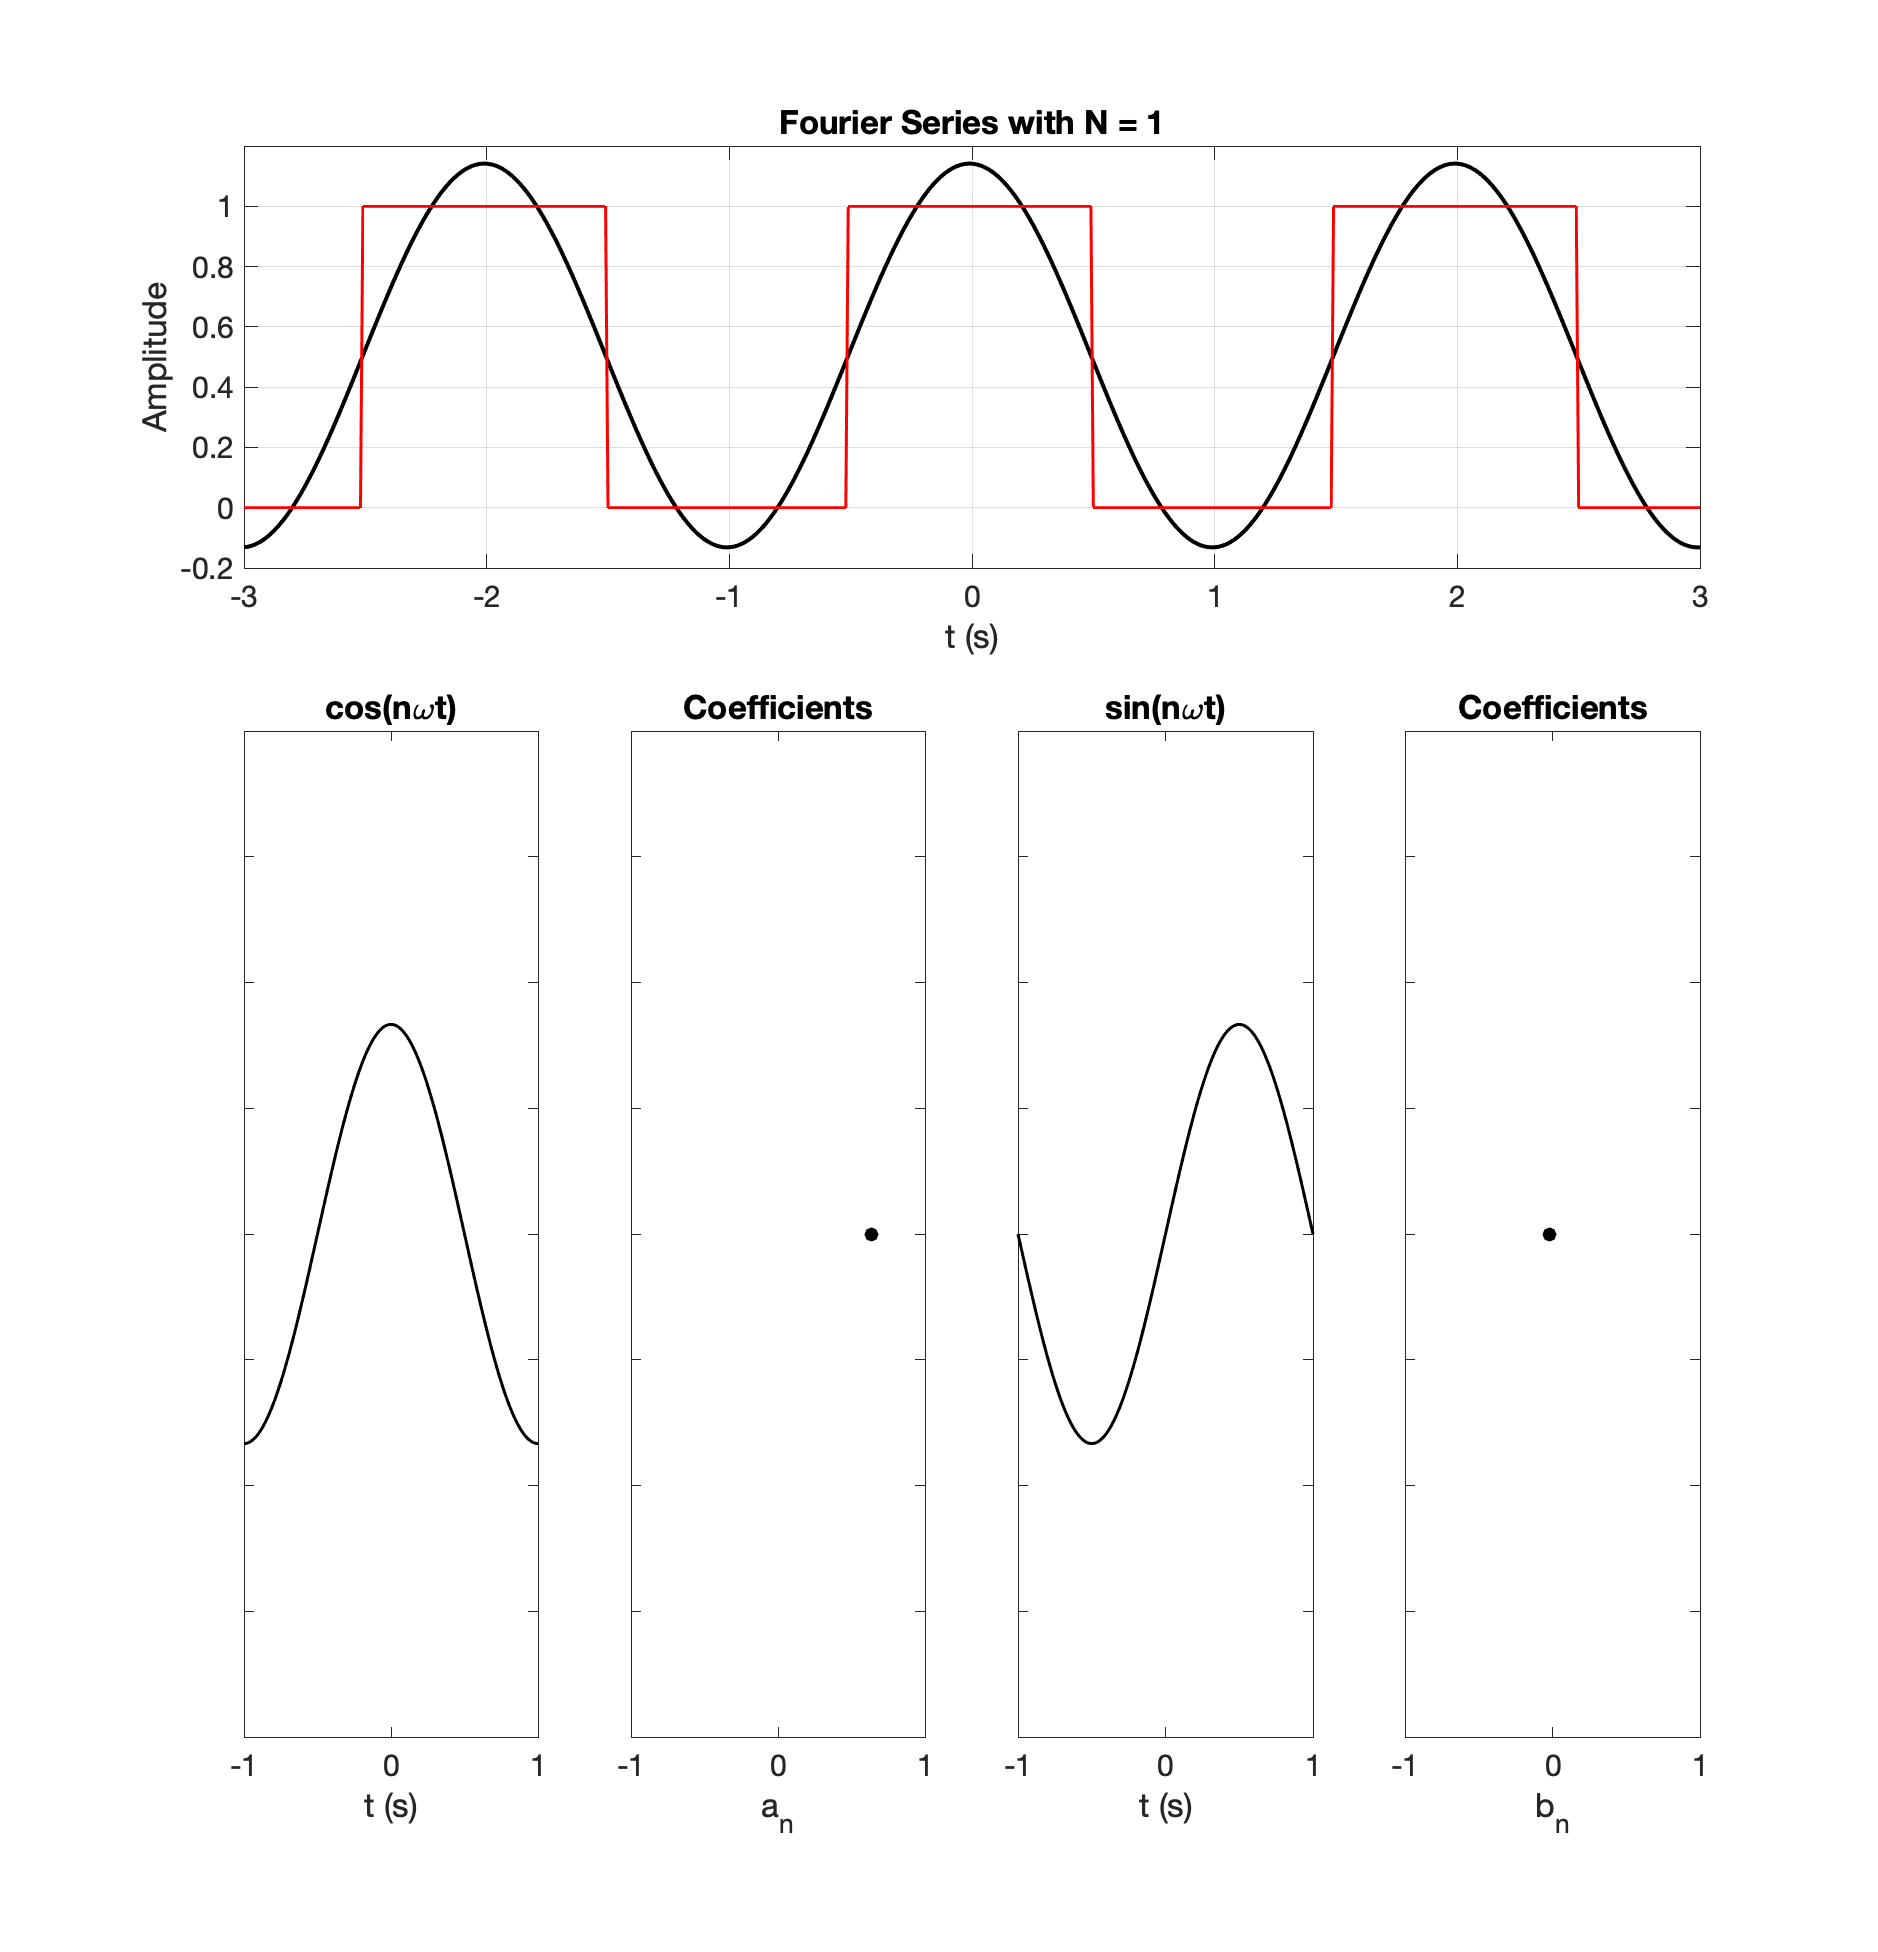 Fourier Series with N = 1
Amplitude
1
0.8
0.6
0.4
0.2
0
-0.2
-3 -2 -1 0 1 2 3
t (s)
cos(nωt) Coefficients sin(nωt) Coefficients
-1 0 1 -1 0 1 -1 0 1 -1 0 1
t (s) a_n t (s) b_n